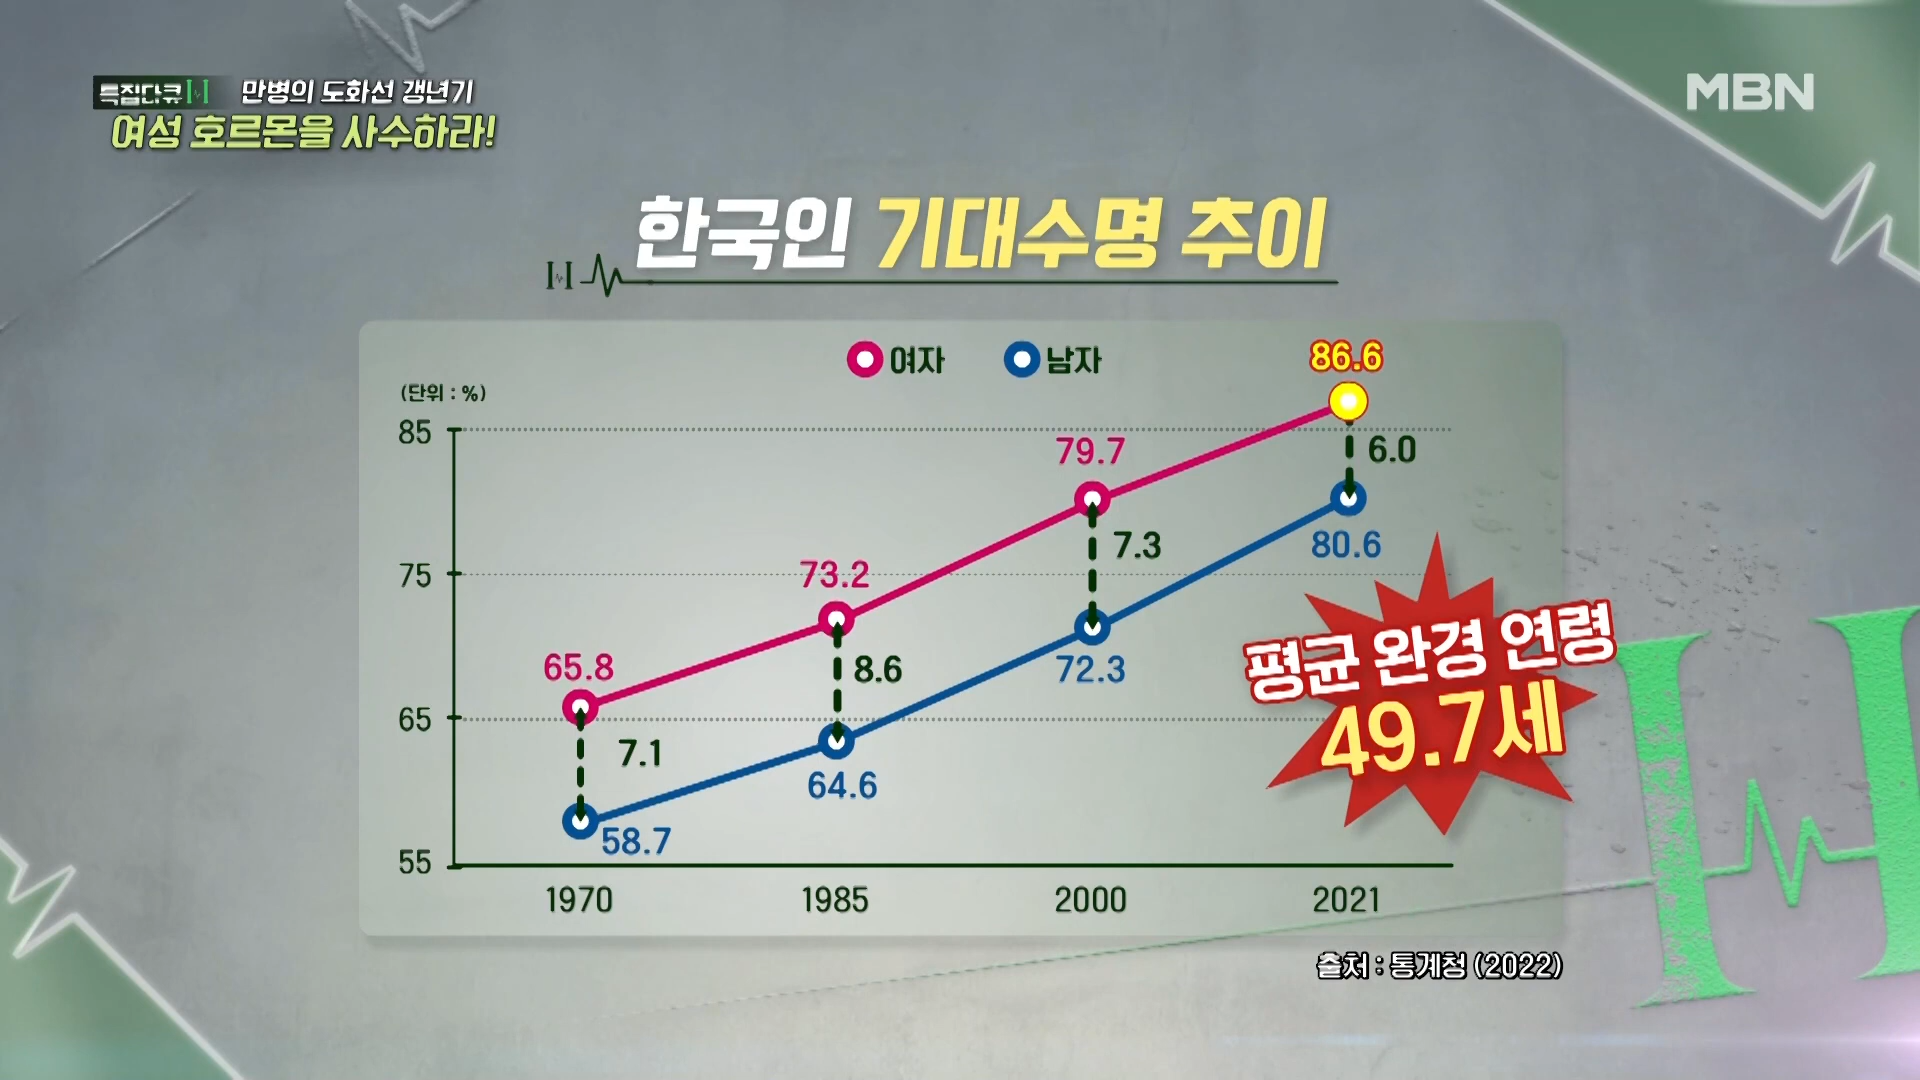 특집다큐H 만병의 도화선 갱년기
여성 호르몬을 사수하라!
MBN
한국인 기대수명 추이
여자 남자
(단위 : %)
85
75
65
55
65.8
73.2
79.7
86.6
7.1
8.6
7.3
6.0
58.7
64.6
72.3
80.6
1970 1985 2000 2021
평균 완경 연령
49.7세
출처 : 통계청 (2022)